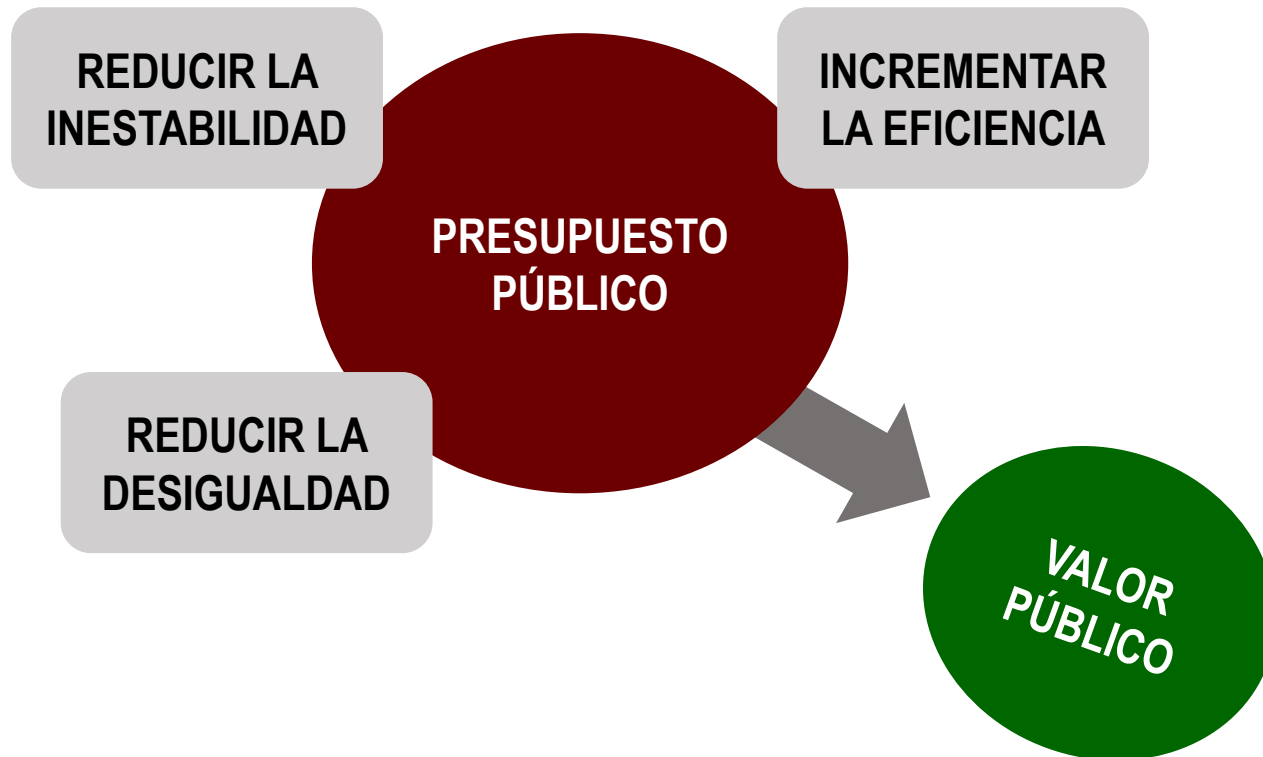 REDUCIR LA
INESTABILIDAD
INCREMENTAR
LA EFICIENCIA
PRESUPUESTO
PÚBLICO
REDUCIR LA
DESIGUALDAD
VALOR
PÚBLICO